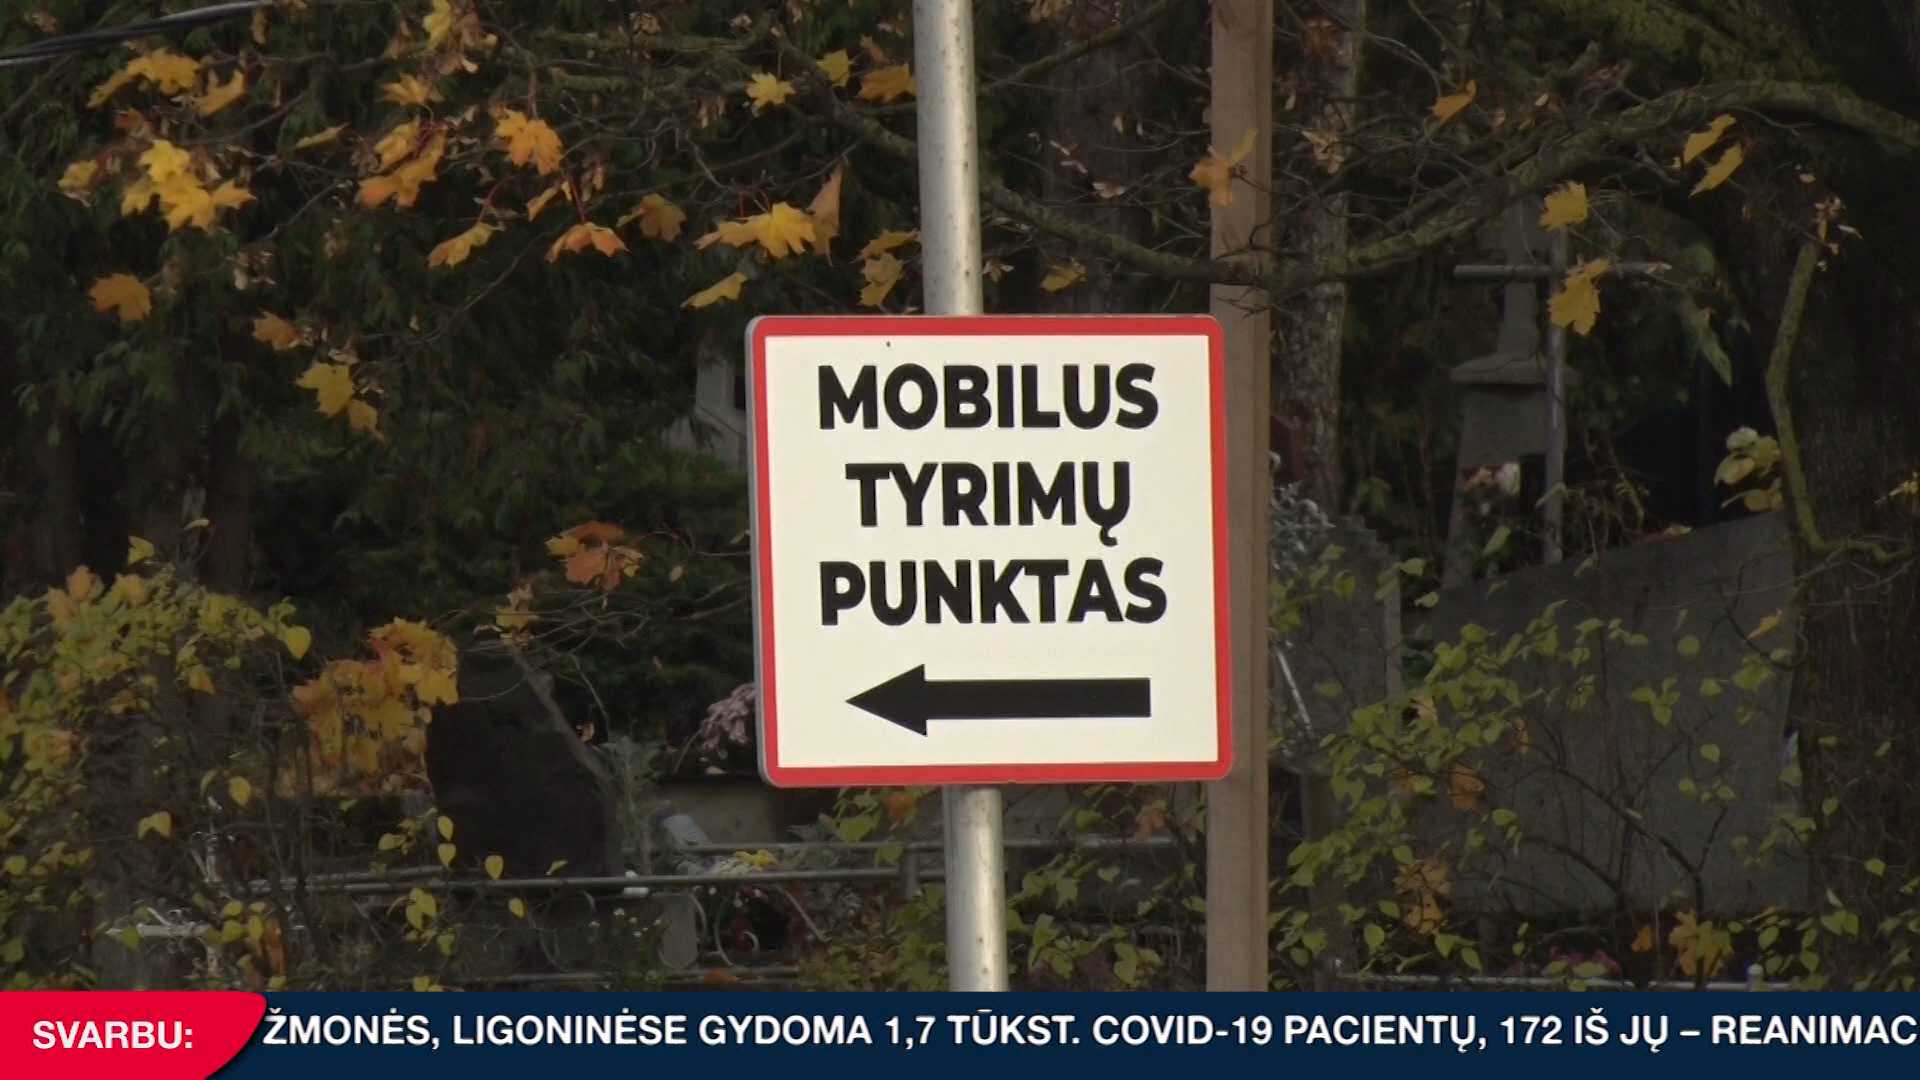 MOBILUS
TYRIMŲ
PUNKTAS
SVARBU: ŽMONĖS, LIGONINĖSE GYDOMA 1,7 TŪKST. COVID-19 PACIENTŲ, 172 IŠ JŲ – REANIMAC